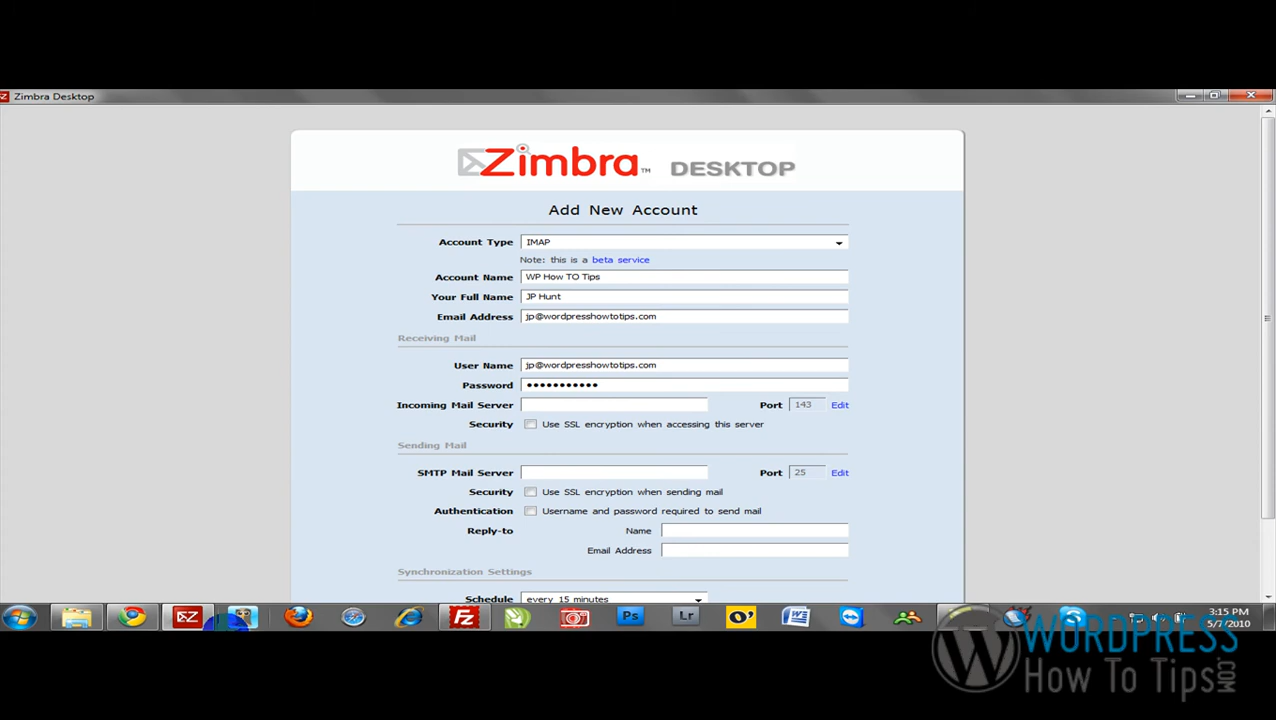 Zimbra Desktop
Zimbra™ DESKTOP
Add New Account
Account Type IMAP
Note: this is a beta service
Account Name WP How TO Tips
Your Full Name JP Hunt
Email Address jp@wordpresshowtotips.com
Receiving Mail
User Name jp@wordpresshowtotips.com
Password •••••••••••
Incoming Mail Server Port 143 Edit
Security Use SSL encryption when accessing this server
Sending Mail
SMTP Mail Server Port 25 Edit
Security Use SSL encryption when sending mail
Authentication Username and password required to send mail
Reply-to Name
Email Address
Synchronization Settings
Schedule every 15 minutes
Fz Ps Lr O' W
3:15 PM
5/7/2010
WORDPRESS
How To Tips.COM